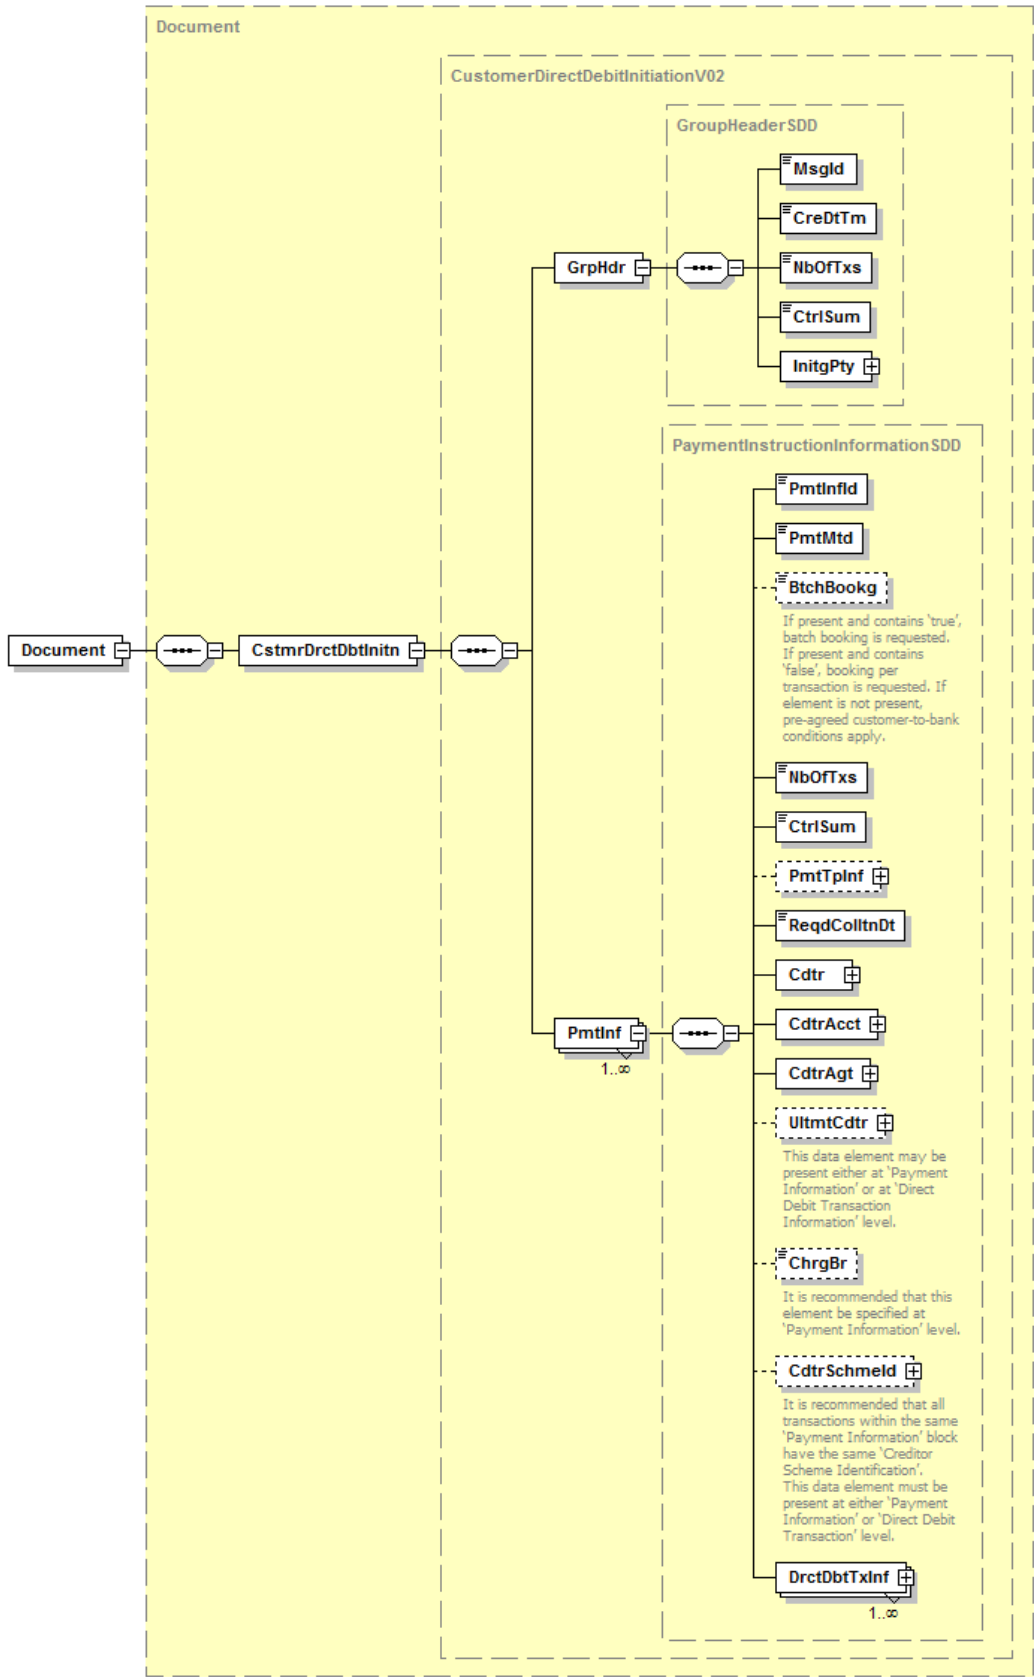 Document
CustomerDirectDebitInitiationV02
GroupHeaderSDD
MsgId
CreDtTm
GrpHdr
NbOfTxs
CtrlSum
InitgPty
PaymentInstructionInformationSDD
PmtInfId
PmtMtd
BtchBookg
If present and contains 'true',
batch booking is requested.
If present and contains
'false', booking per
transaction is requested. If
element is not present,
pre-agreed customer-to-bank
conditions apply.
Document
CstmrDrctDbtInitn
NbOfTxs
CtrlSum
PmtTpInf
ReqdColltnDt
Cdtr
PmtInf
1..∞
CdtrAcct
CdtrAgt
UltmtCdtr
This data element may be
present either at 'Payment
Information' or at 'Direct
Debit Transaction
Information' level.
ChrgBr
It is recommended that this
element be specified at
'Payment Information' level.
CdtrSchmeId
It is recommended that all
transactions within the same
'Payment Information' block
have the same 'Creditor
Scheme Identification'.
This data element must be
present at either 'Payment
Information' or 'Direct Debit
Transaction' level.
DrctDbtTxInf
1..∞